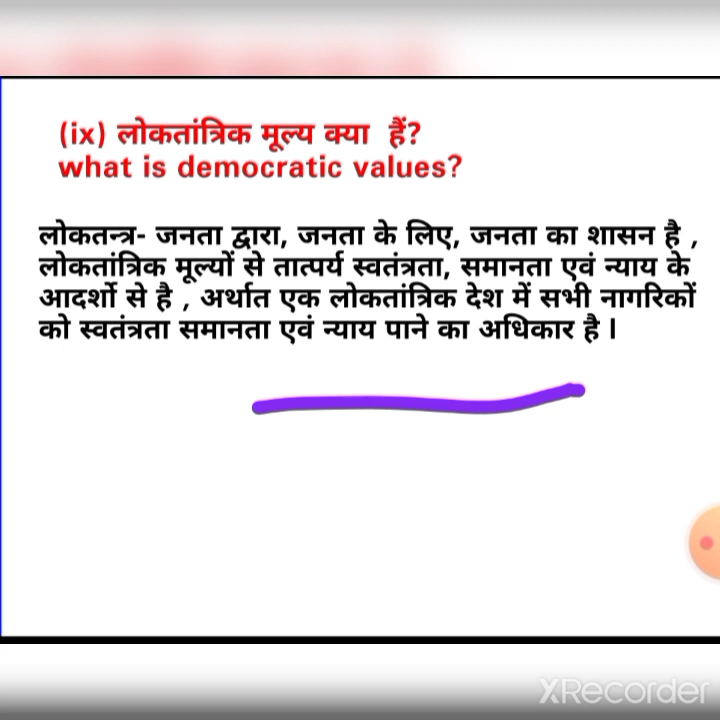 (ix) लोकतांत्रिक मूल्य क्या हैं?
what is democratic values?
लोकतन्त्र- जनता द्वारा, जनता के लिए, जनता का शासन है ,
लोकतांत्रिक मूल्यों से तात्पर्य स्वतंत्रता, समानता एवं न्याय के
आदर्शो से है , अर्थात एक लोकतांत्रिक देश में सभी नागरिकों
को स्वतंत्रता समानता एवं न्याय पाने का अधिकार है ।
XRecorder